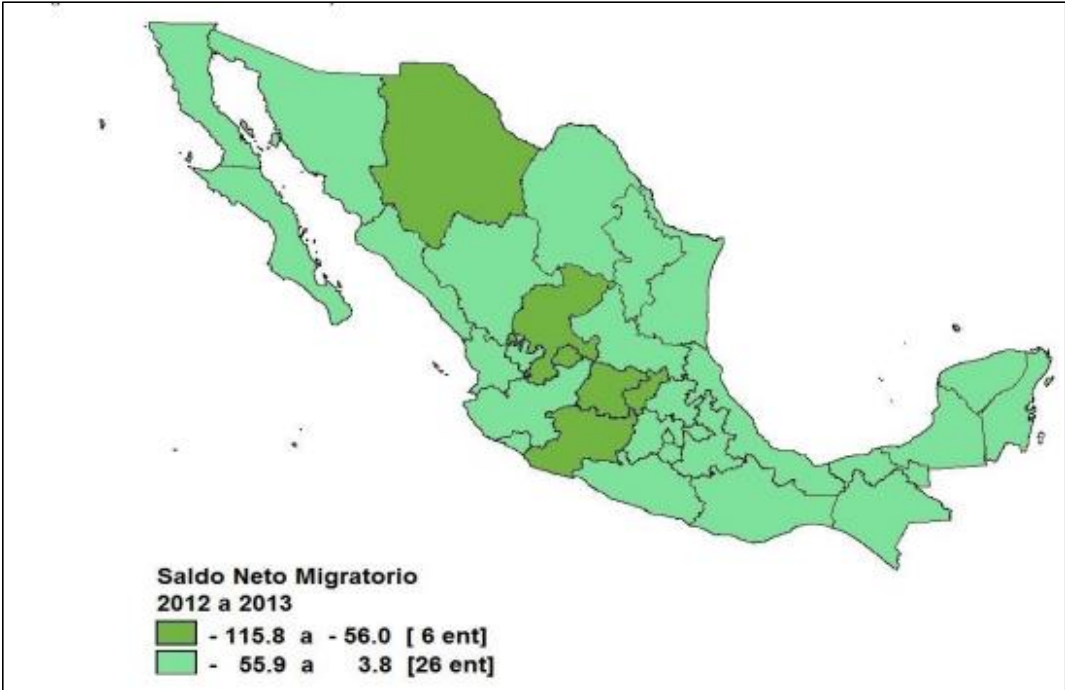 Saldo Neto Migratorio
2012 a 2013
- 115.8 a - 56.0 [ 6 ent]
- 55.9 a 3.8 [26 ent]